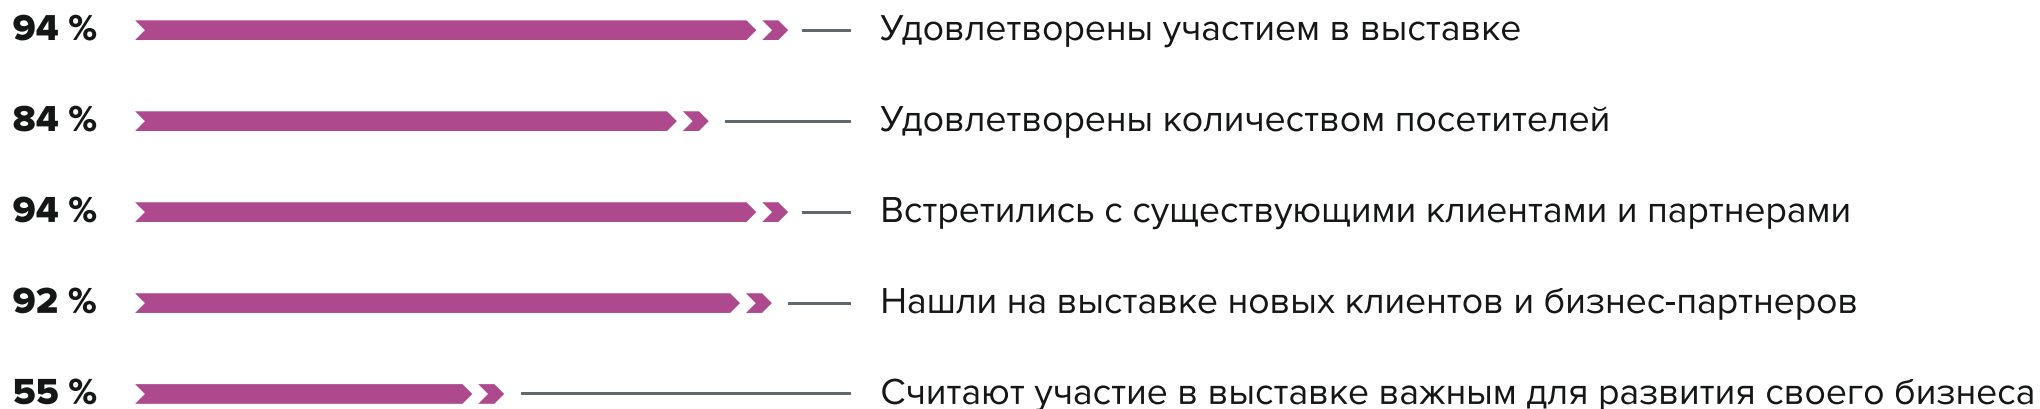 94 % Удовлетворены участием в выставке
84 % Удовлетворены количеством посетителей
94 % Встретились с существующими клиентами и партнерами
92 % Нашли на выставке новых клиентов и бизнес-партнеров
55 % Считают участие в выставке важным для развития своего бизнеса